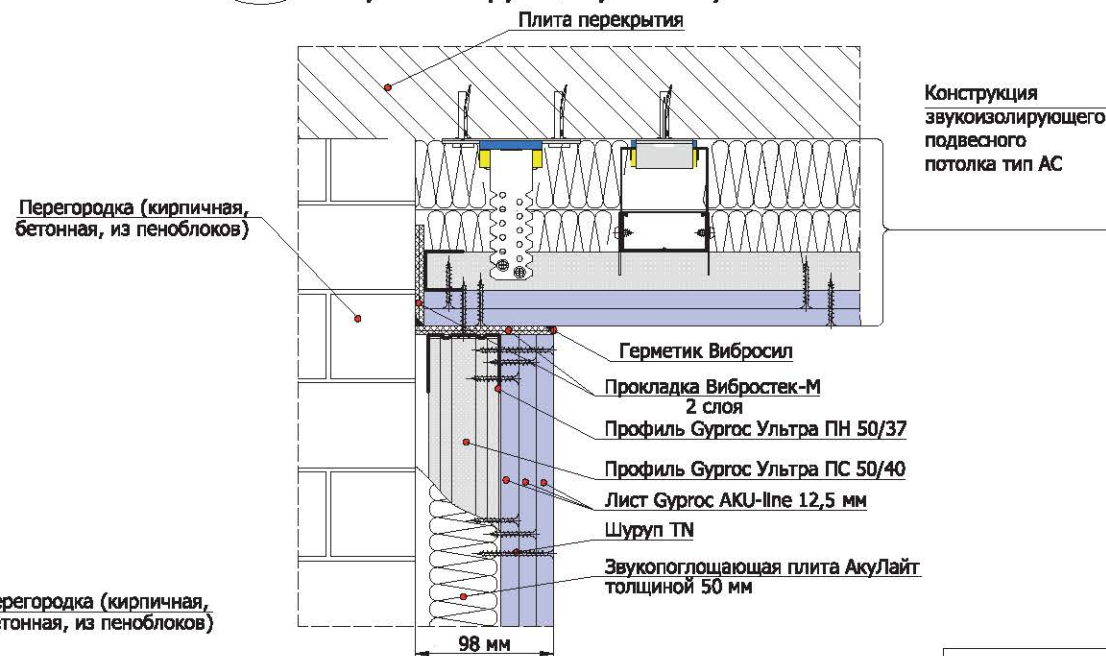 Плита перекрытия
Конструкция
звукоизолирующего
подвесного
потолка тип АС
Перегородка (кирпичная,
бетонная, из пеноблоков)
Герметик Вибросил
Прокладка Вибростек-М
2 слоя
Профиль Gyproc Ультра ПН 50/37
Профиль Gyproc Ультра ПС 50/40
Лист Gyproc AKU-line 12,5 мм
Шуруп TN
Звукопоглощающая плита АкуЛайт
толщиной 50 мм
ерегородка (кирпичная,
етонная, из пеноблоков)
98 мм